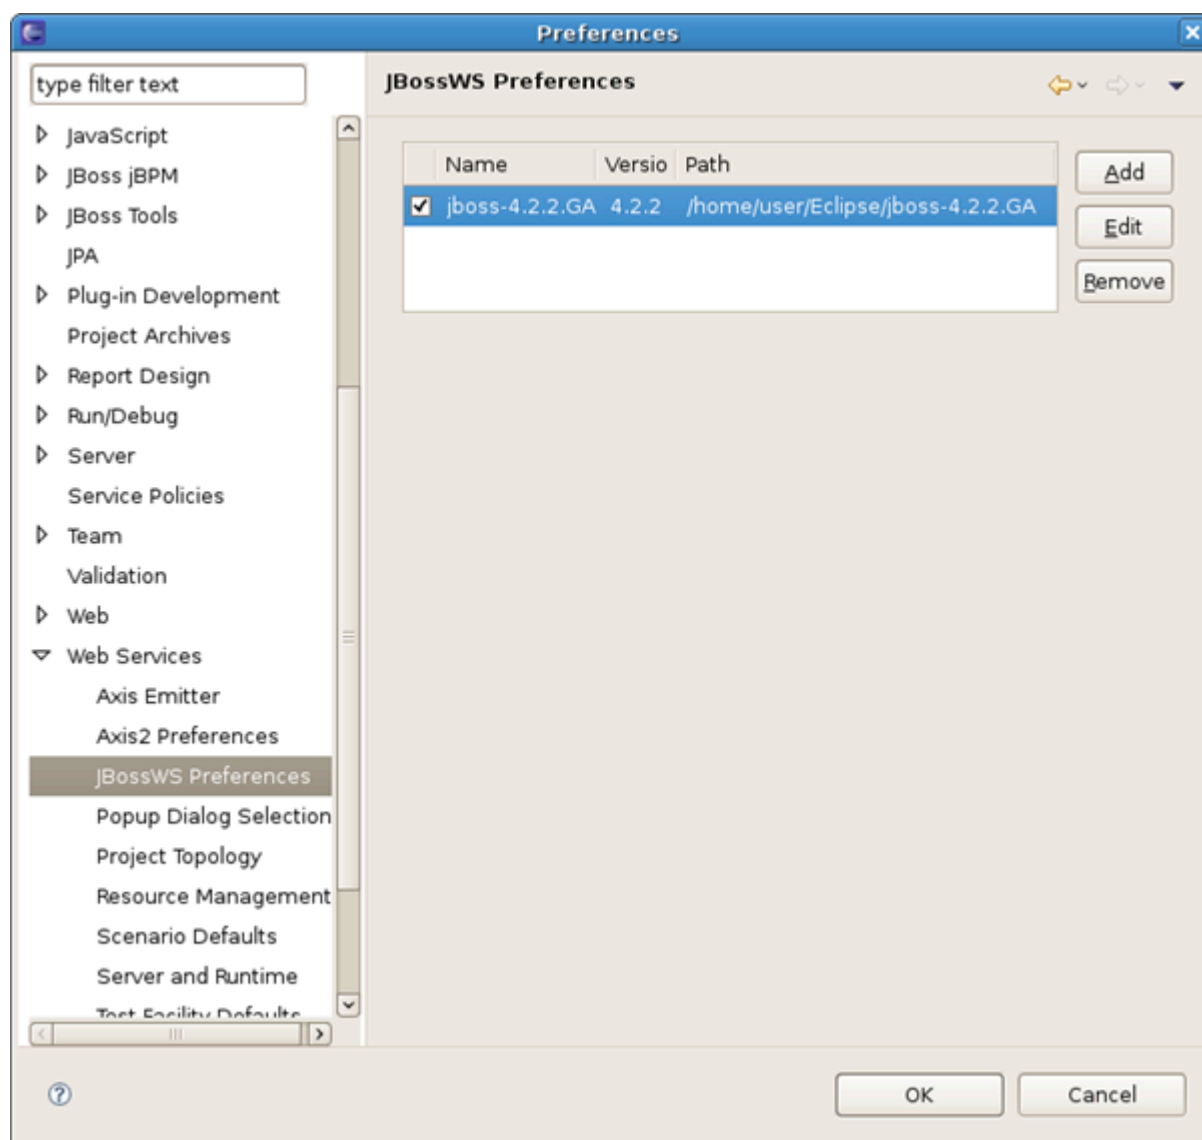 Preferences
type filter text
JavaScript
JBoss jBPM
JBoss Tools
JPA
Plug-in Development
Project Archives
Report Design
Run/Debug
Server
Service Policies
Team
Validation
Web
Web Services
Axis Emitter
Axis2 Preferences
JBossWS Preferences
Popup Dialog Selection
Project Topology
Resource Management
Scenario Defaults
Server and Runtime
Test Facility Defaults
JBossWS Preferences
Name Versio Path
jboss-4.2.2.GA 4.2.2 /home/user/Eclipse/jboss-4.2.2.GA
Add
Edit
Remove
OK Cancel